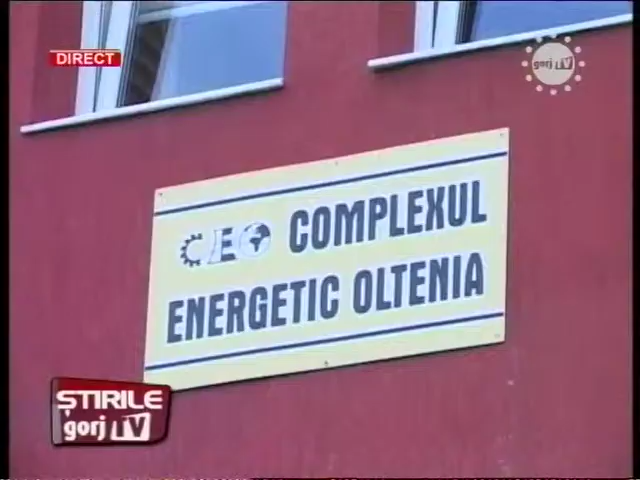 DIRECT
gorj TV
CEO COMPLEXUL
ENERGETIC OLTENIA
ȘTIRILE
gorj TV